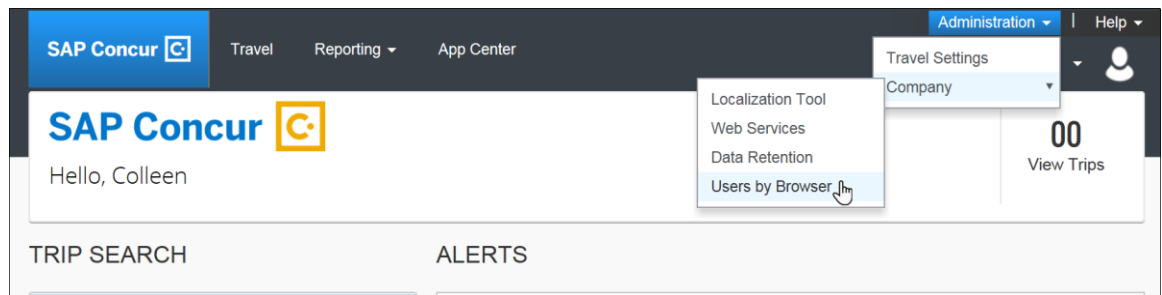 Administration | Help
SAP Concur C Travel Reporting App Center
Travel Settings
Company
Localization Tool
Web Services
Data Retention
Users by Browser
SAP Concur C
Hello, Colleen
00
View Trips
TRIP SEARCH
ALERTS